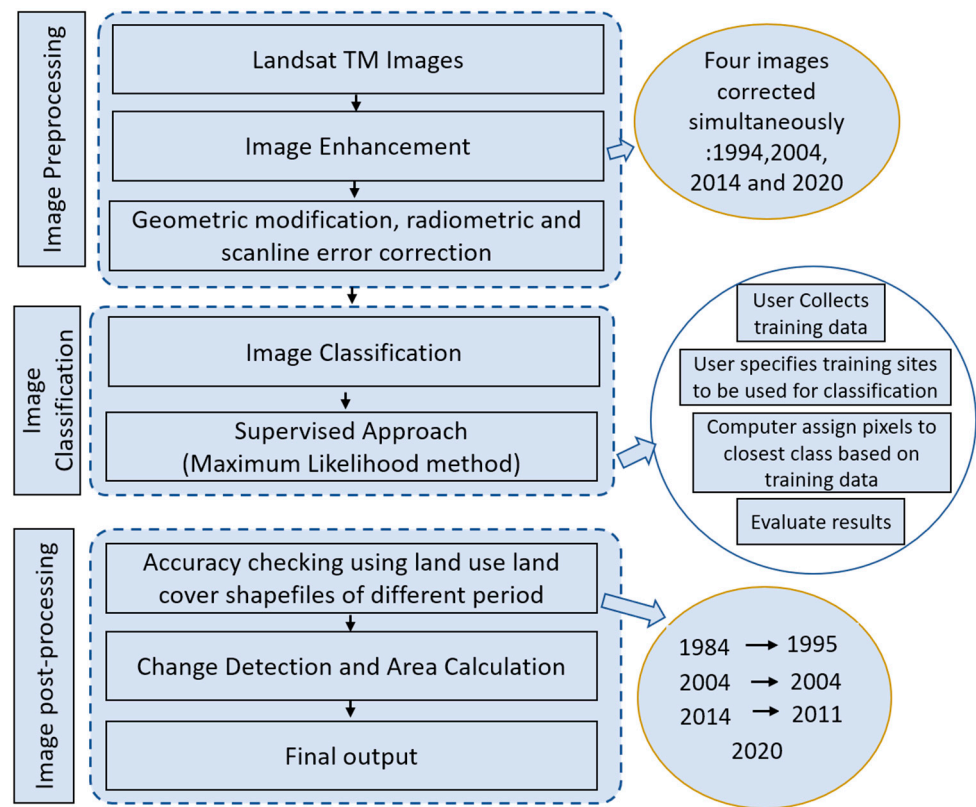 Image Preprocessing
Landsat TM Images
Image Enhancement
Geometric modification, radiometric and
scanline error correction
Four images
corrected
simultaneously
:1994,2004,
2014 and 2020
Image
Classification
Image Classification
Supervised Approach
(Maximum Likelihood method)
User Collects
training data
User specifies training sites
to be used for classification
Computer assign pixels to
closest class based on
training data
Evaluate results
Image post-processing
Accuracy checking using land use land
cover shapefiles of different period
Change Detection and Area Calculation
Final output
1984 → 1995
2004 → 2004
2014 → 2011
2020